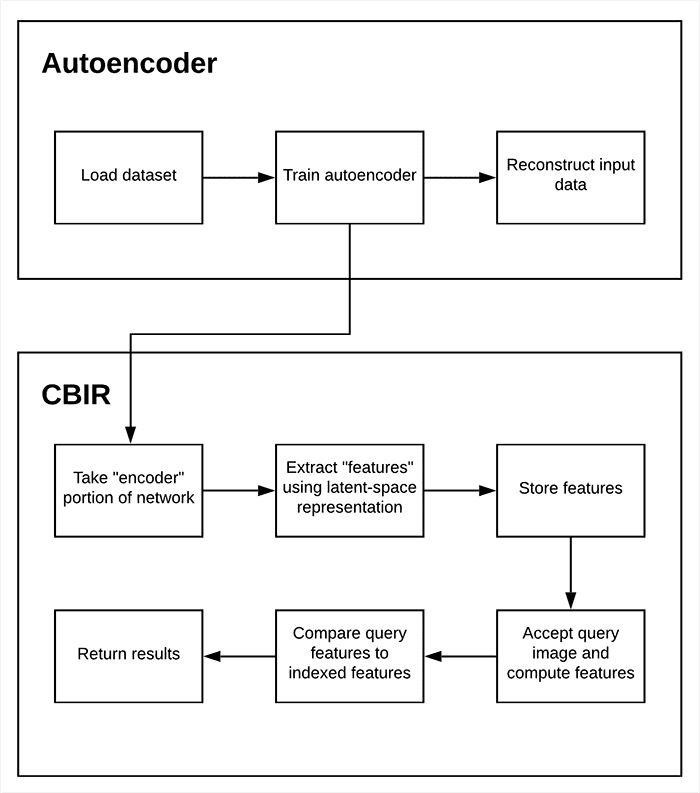 Autoencoder
Load dataset
Train autoencoder
Reconstruct input
data
CBIR
Take "encoder"
portion of network
Extract "features"
using latent-space
representation
Store features
Return results
Compare query
features to
indexed features
Accept query
image and
compute features